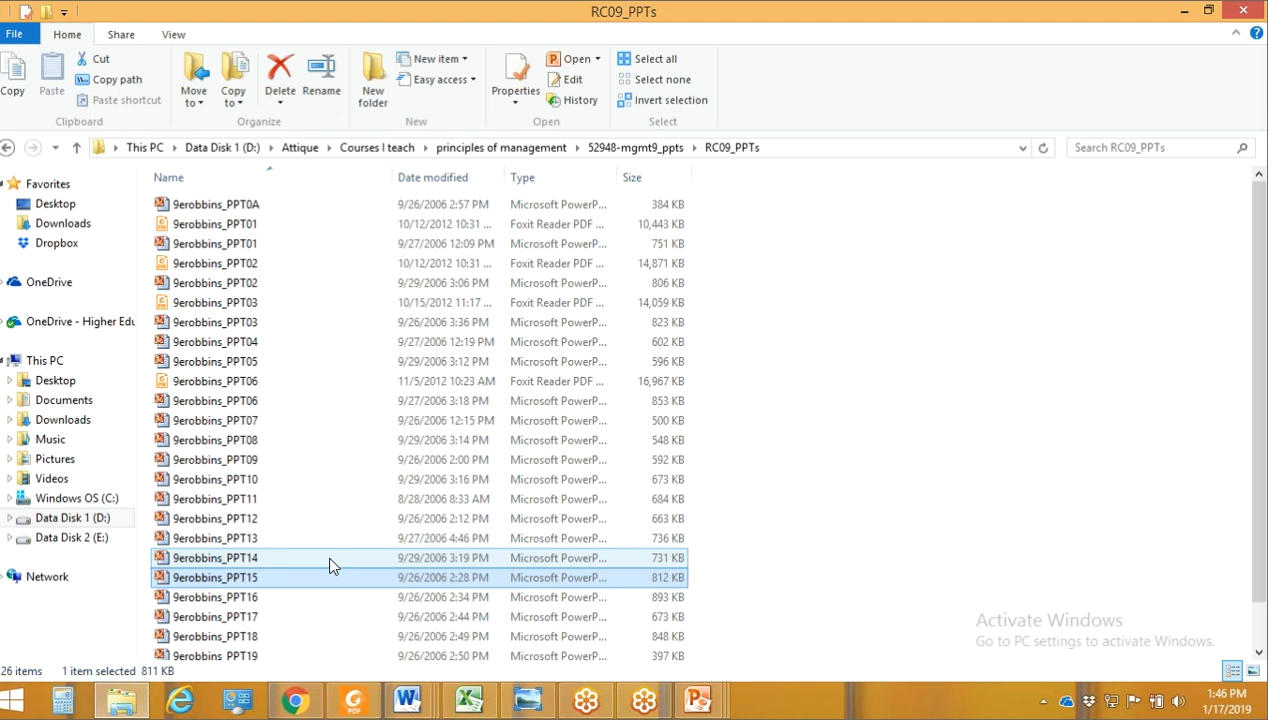 RC09_PPTs
File Home Share View
Copy
Paste
Cut
Copy path
Paste shortcut
Clipboard
Move to
Copy to
Delete
Rename
Organize
New folder
New item
Easy access
New
Properties
Open
Edit
History
Open
Select all
Select none
Invert selection
Select
This PC Data Disk 1 (D:) Attique Courses I teach principles of management 52948-mgmt9_ppts RC09_PPTs
Search RC09_PPTs
Favorites
Desktop
Downloads
Dropbox
OneDrive
OneDrive - Higher Edu
This PC
Desktop
Documents
Downloads
Music
Pictures
Videos
Windows OS (C:)
Data Disk 1 (D:)
Data Disk 2 (E:)
Network
Name Date modified Type Size
9erobbins_PPT0A 9/26/2006 2:57 PM Microsoft PowerP... 384 KB
9erobbins_PPT01 10/12/2012 10:31 ... Foxit Reader PDF ... 10,443 KB
9erobbins_PPT01 9/27/2006 12:09 PM Microsoft PowerP... 751 KB
9erobbins_PPT02 10/12/2012 10:31 ... Foxit Reader PDF ... 14,871 KB
9erobbins_PPT02 9/29/2006 3:06 PM Microsoft PowerP... 806 KB
9erobbins_PPT03 10/15/2012 11:17 ... Foxit Reader PDF ... 14,059 KB
9erobbins_PPT03 9/26/2006 3:36 PM Microsoft PowerP... 823 KB
9erobbins_PPT04 9/27/2006 12:19 PM Microsoft PowerP... 602 KB
9erobbins_PPT05 9/29/2006 3:12 PM Microsoft PowerP... 596 KB
9erobbins_PPT06 11/5/2012 10:23 AM Foxit Reader PDF ... 16,967 KB
9erobbins_PPT06 9/27/2006 3:18 PM Microsoft PowerP... 853 KB
9erobbins_PPT07 9/26/2006 12:15 PM Microsoft PowerP... 500 KB
9erobbins_PPT08 9/29/2006 3:14 PM Microsoft PowerP... 548 KB
9erobbins_PPT09 9/26/2006 2:00 PM Microsoft PowerP... 592 KB
9erobbins_PPT10 9/29/2006 3:16 PM Microsoft PowerP... 673 KB
9erobbins_PPT11 8/28/2006 8:33 AM Microsoft PowerP... 684 KB
9erobbins_PPT12 9/26/2006 2:12 PM Microsoft PowerP... 663 KB
9erobbins_PPT13 9/27/2006 4:46 PM Microsoft PowerP... 736 KB
9erobbins_PPT14 9/29/2006 3:19 PM Microsoft PowerP... 731 KB
9erobbins_PPT15 9/26/2006 2:28 PM Microsoft PowerP... 812 KB
9erobbins_PPT16 9/26/2006 2:34 PM Microsoft PowerP... 893 KB
9erobbins_PPT17 9/26/2006 2:44 PM Microsoft PowerP... 673 KB
9erobbins_PPT18 9/26/2006 2:49 PM Microsoft PowerP... 848 KB
9erobbins_PPT19 9/26/2006 2:50 PM Microsoft PowerP... 397 KB
Activate Windows
Go to PC settings to activate Windows.
26 items 1 item selected 811 KB
1:46 PM
1/17/2019